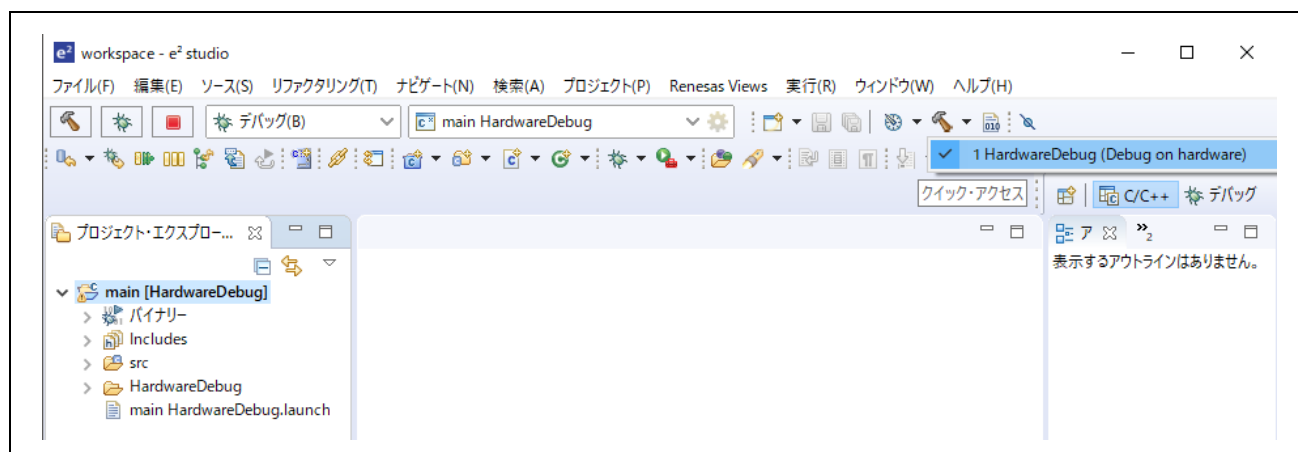 workspace - e² studio
ファイル(F) 編集(E) ソース(S) リファクタリング(T) ナビゲート(N) 検索(A) プロジェクト(P) Renesas Views 実行(R) ウィンドウ(W) ヘルプ(H)
デバッグ(B) main HardwareDebug
1 HardwareDebug (Debug on hardware)
クイック・アクセス C/C++ デバッグ
プロジェクト・エクスプロー... ア »2
表示するアウトラインはありません。
main [HardwareDebug]
バイナリー
Includes
src
HardwareDebug
main HardwareDebug.launch